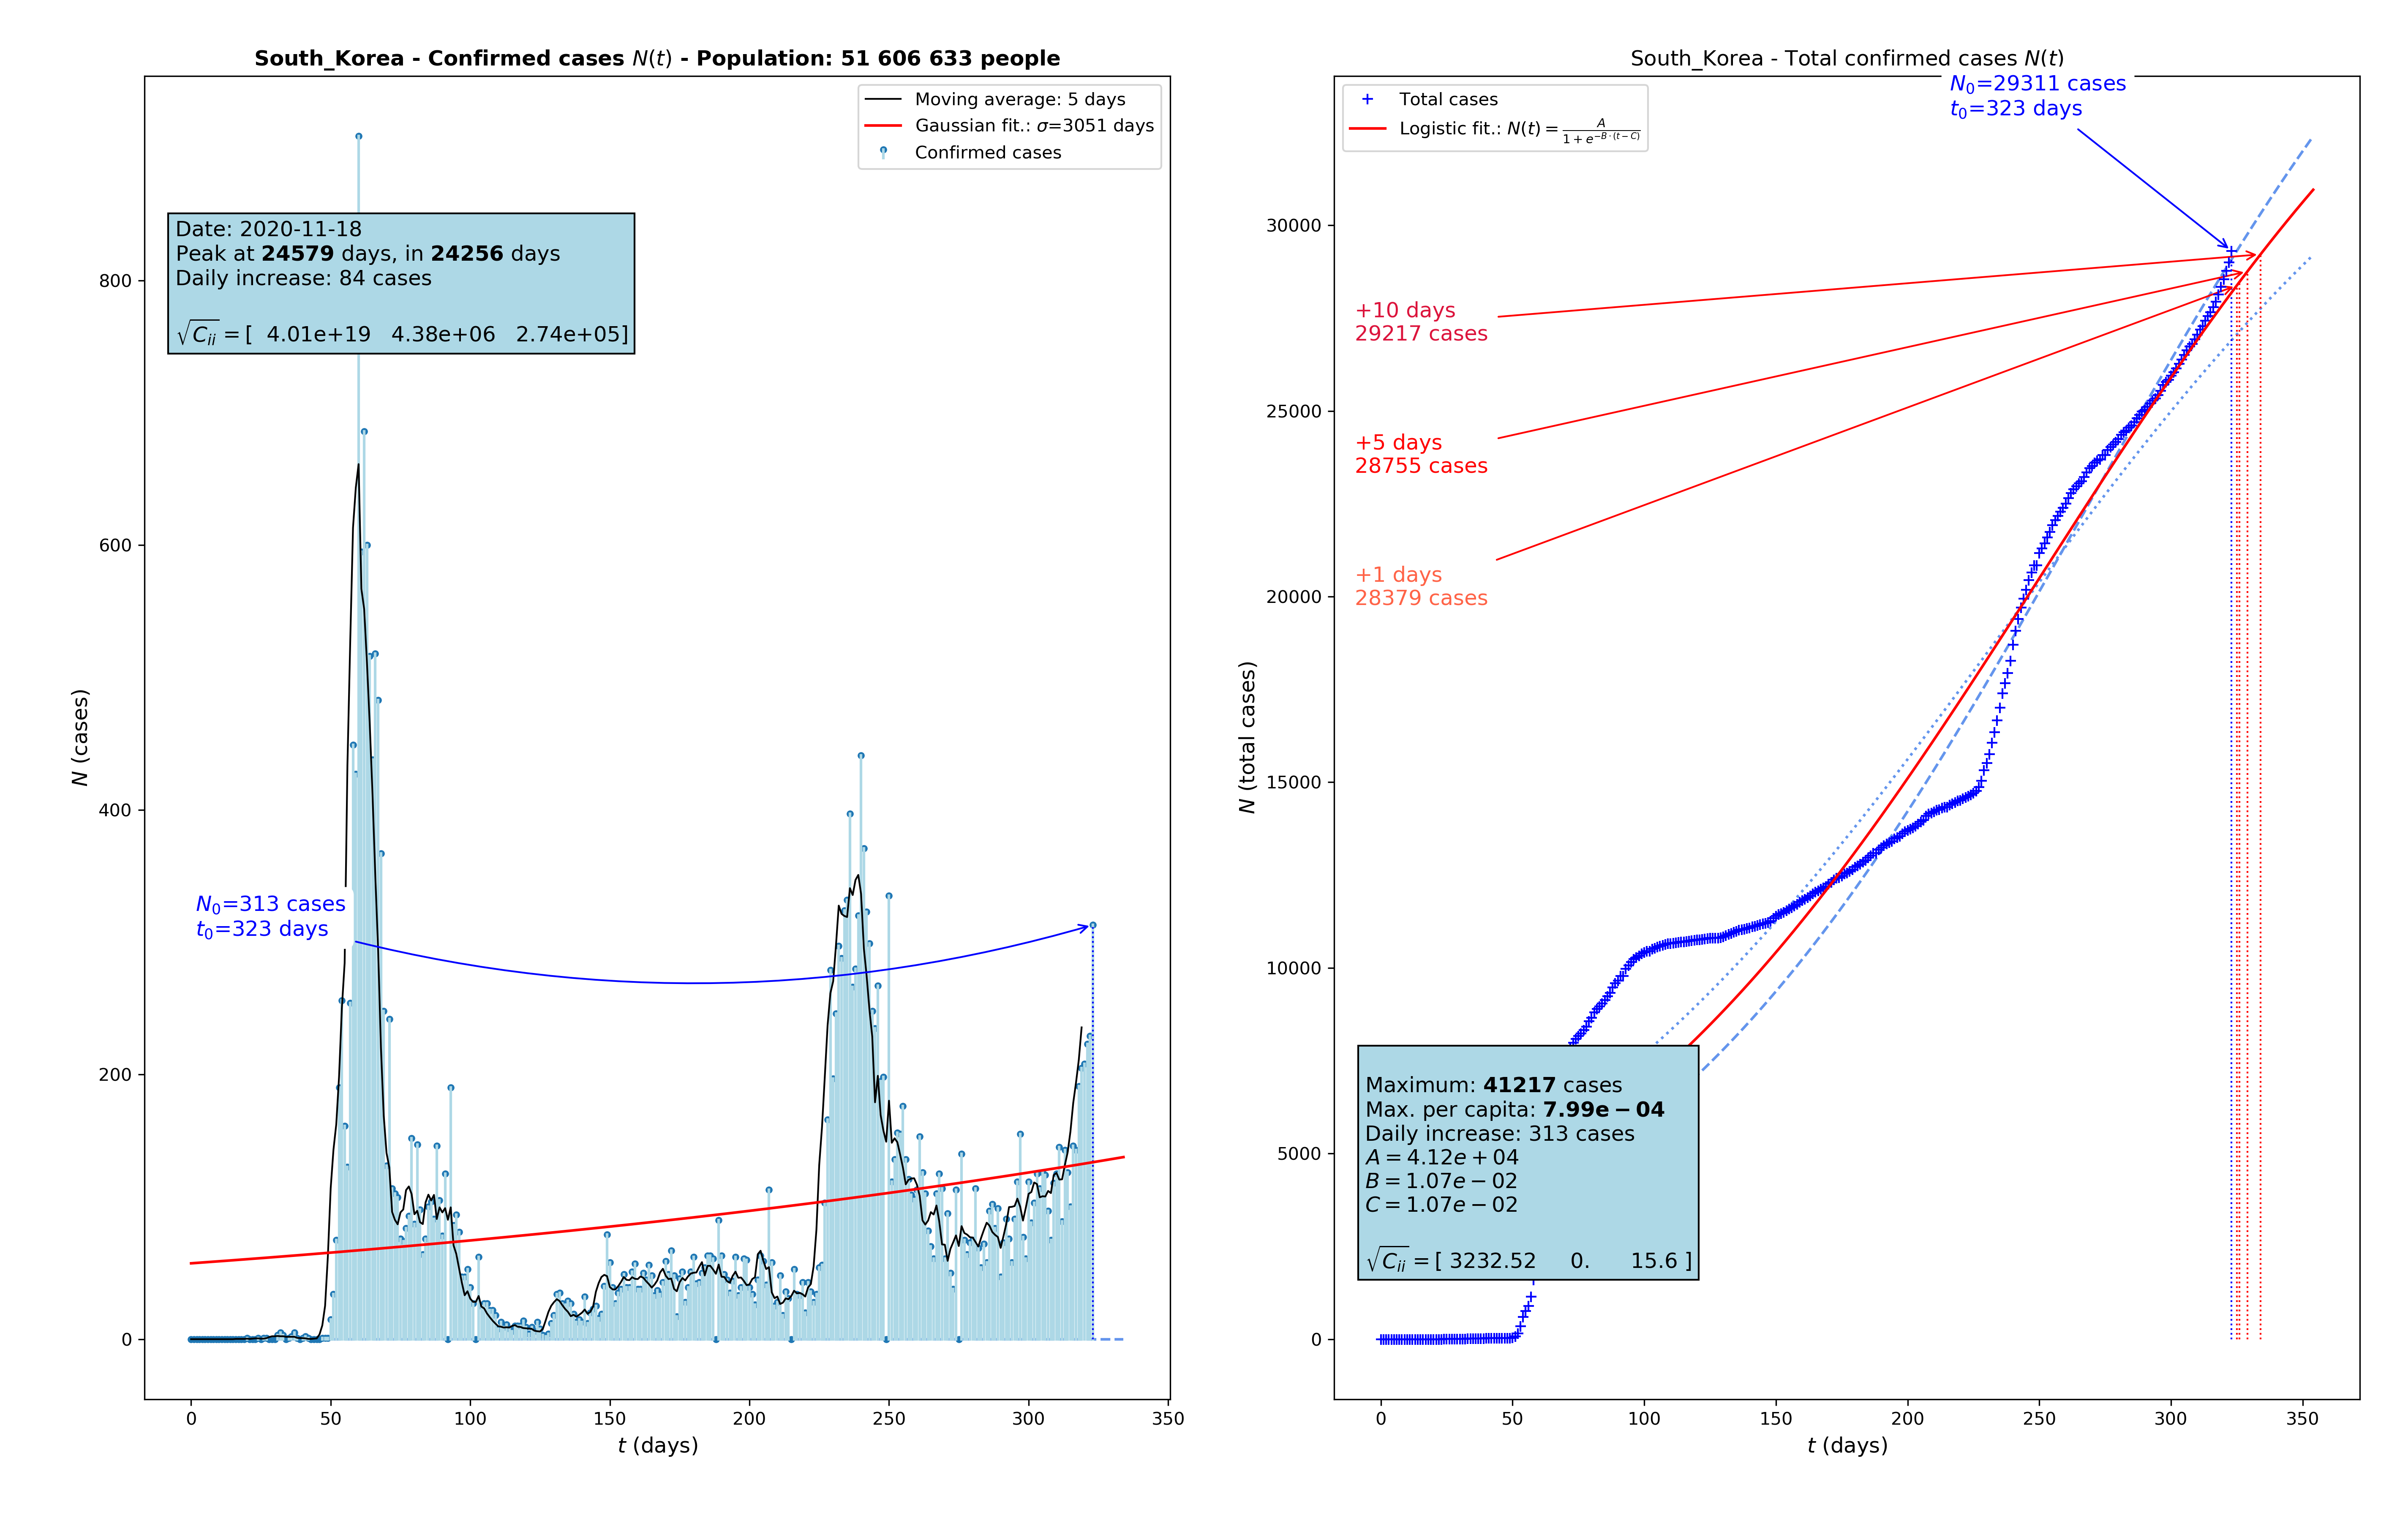 South_Korea - Confirmed cases N(t) - Population: 51 606 633 people
Moving average: 5 days
Gaussian fit.: σ=3051 days
Confirmed cases
Date: 2020-11-18
Peak at 24579 days, in 24256 days
Daily increase: 84 cases
√Cᵢᵢ = [ 4.01e+19 4.38e+06 2.74e+05]
N₀=313 cases
t₀=323 days
N (cases)
800
600
400
200
0
0 50 100 150 200 250 300 350
t (days)
South_Korea - Total confirmed cases N(t)
Total cases
Logistic fit.: N(t) = A / (1 + e^(−B·(t−C)))
N₀=29311 cases
t₀=323 days
+10 days
29217 cases
+5 days
28755 cases
+1 days
28379 cases
Maximum: 41217 cases
Max. per capita: 7.99e − 04
Daily increase: 313 cases
A = 4.12e + 04
B = 1.07e − 02
C = 1.07e − 02
√Cᵢᵢ = [ 3232.52 0. 15.6 ]
N (total cases)
30000
25000
20000
15000
10000
5000
0
0 50 100 150 200 250 300 350
t (days)